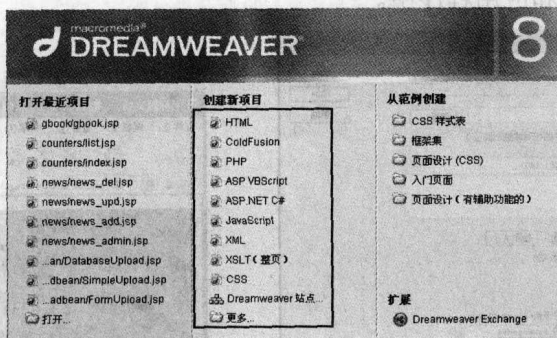 macromedia®
DREAMWEAVER®
8
打开最近项目
gbook/gbook.jsp
counters/list.jsp
counters/index.jsp
news/news_del.jsp
news/news_upd.jsp
news/news_add.jsp
news/news_admin.jsp
...an/DatabaseUpload.jsp
...dbean/SimpleUpload.jsp
...adbean/FormUpload.jsp
打开...
创建新项目
HTML
ColdFusion
PHP
ASP VBScript
ASP.NET C#
JavaScript
XML
XSLT（整页）
CSS
Dreamweaver 站点...
更多...
从范例创建
CSS 样式表
框架集
页面设计 (CSS)
入门页面
页面设计（有辅助功能的）
扩展
Dreamweaver Exchange